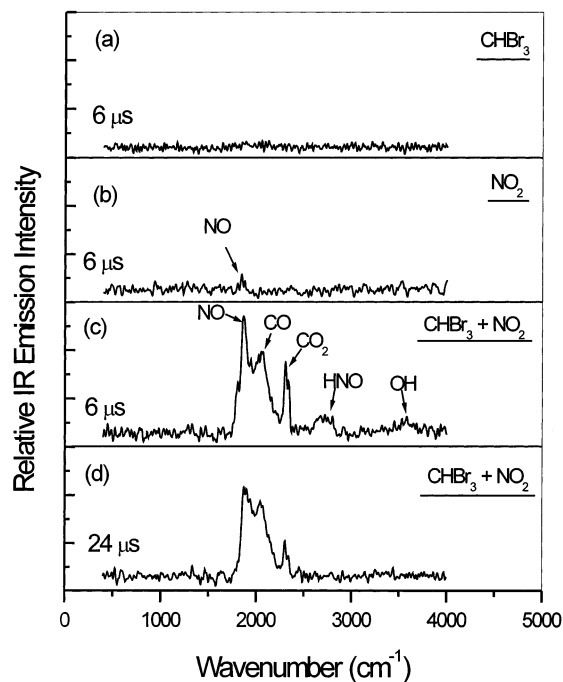 (a) CHBr₃
6 μs
(b) NO₂
NO
6 μs
(c) CHBr₃ + NO₂
NO
CO
CO₂
HNO
OH
6 μs
(d) CHBr₃ + NO₂
24 μs
0 1000 2000 3000 4000 5000
Wavenumber (cm⁻¹)
Relative IR Emission Intensity